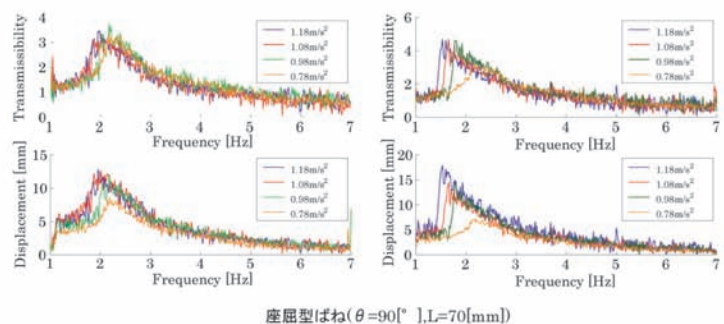 Transmissibility
4
3
2
1
0
1 2 3 4 5 6 7
Frequency [Hz]
1.18m/s²
1.08m/s²
0.98m/s²
0.78m/s²
Transmissibility
6
4
2
0
1 2 3 4 5 6 7
Frequency [Hz]
1.18m/s²
1.08m/s²
0.98m/s²
0.78m/s²
Displacement [mm]
15
10
5
0
1 2 3 4 5 6 7
Frequency [Hz]
1.18m/s²
1.08m/s²
0.98m/s²
0.78m/s²
Displacement [mm]
20
15
10
5
0
1 2 3 4 5 6 7
Frequency [Hz]
1.18m/s²
1.08m/s²
0.98m/s²
0.78m/s²
座屈型ばね(θ=90[°],L=70[mm])